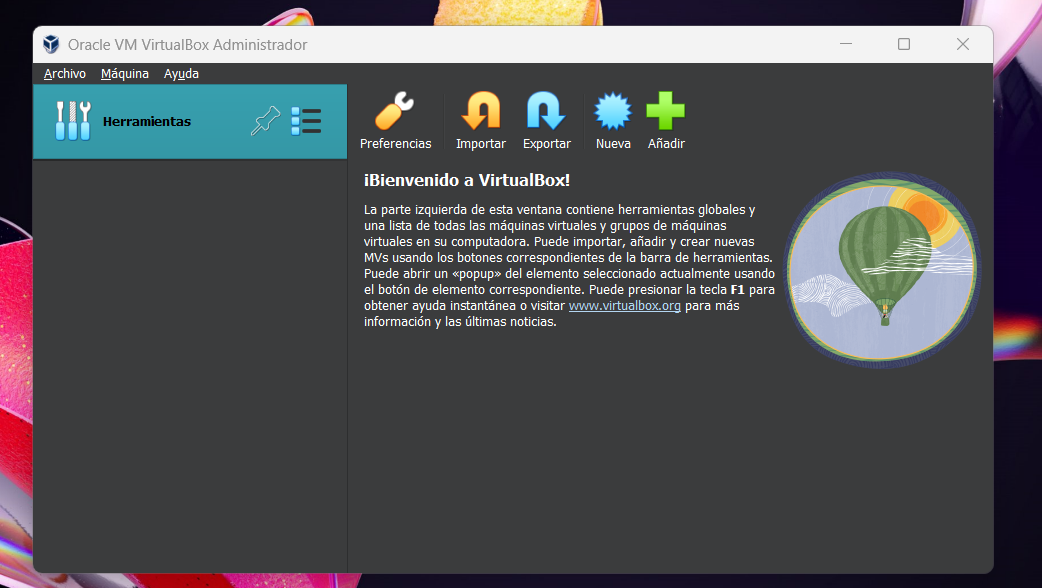 Oracle VM VirtualBox Administrador
Archivo Máquina Ayuda
Herramientas
Preferencias Importar Exportar Nueva Añadir
¡Bienvenido a VirtualBox!
La parte izquierda de esta ventana contiene herramientas globales y
una lista de todas las máquinas virtuales y grupos de máquinas
virtuales en su computadora. Puede importar, añadir y crear nuevas
MVs usando los botones correspondientes de la barra de herramientas.
Puede abrir un «popup» del elemento seleccionado actualmente usando
el botón de elemento correspondiente. Puede presionar la tecla F1 para
obtener ayuda instantánea o visitar www.virtualbox.org para más
información y las últimas noticias.